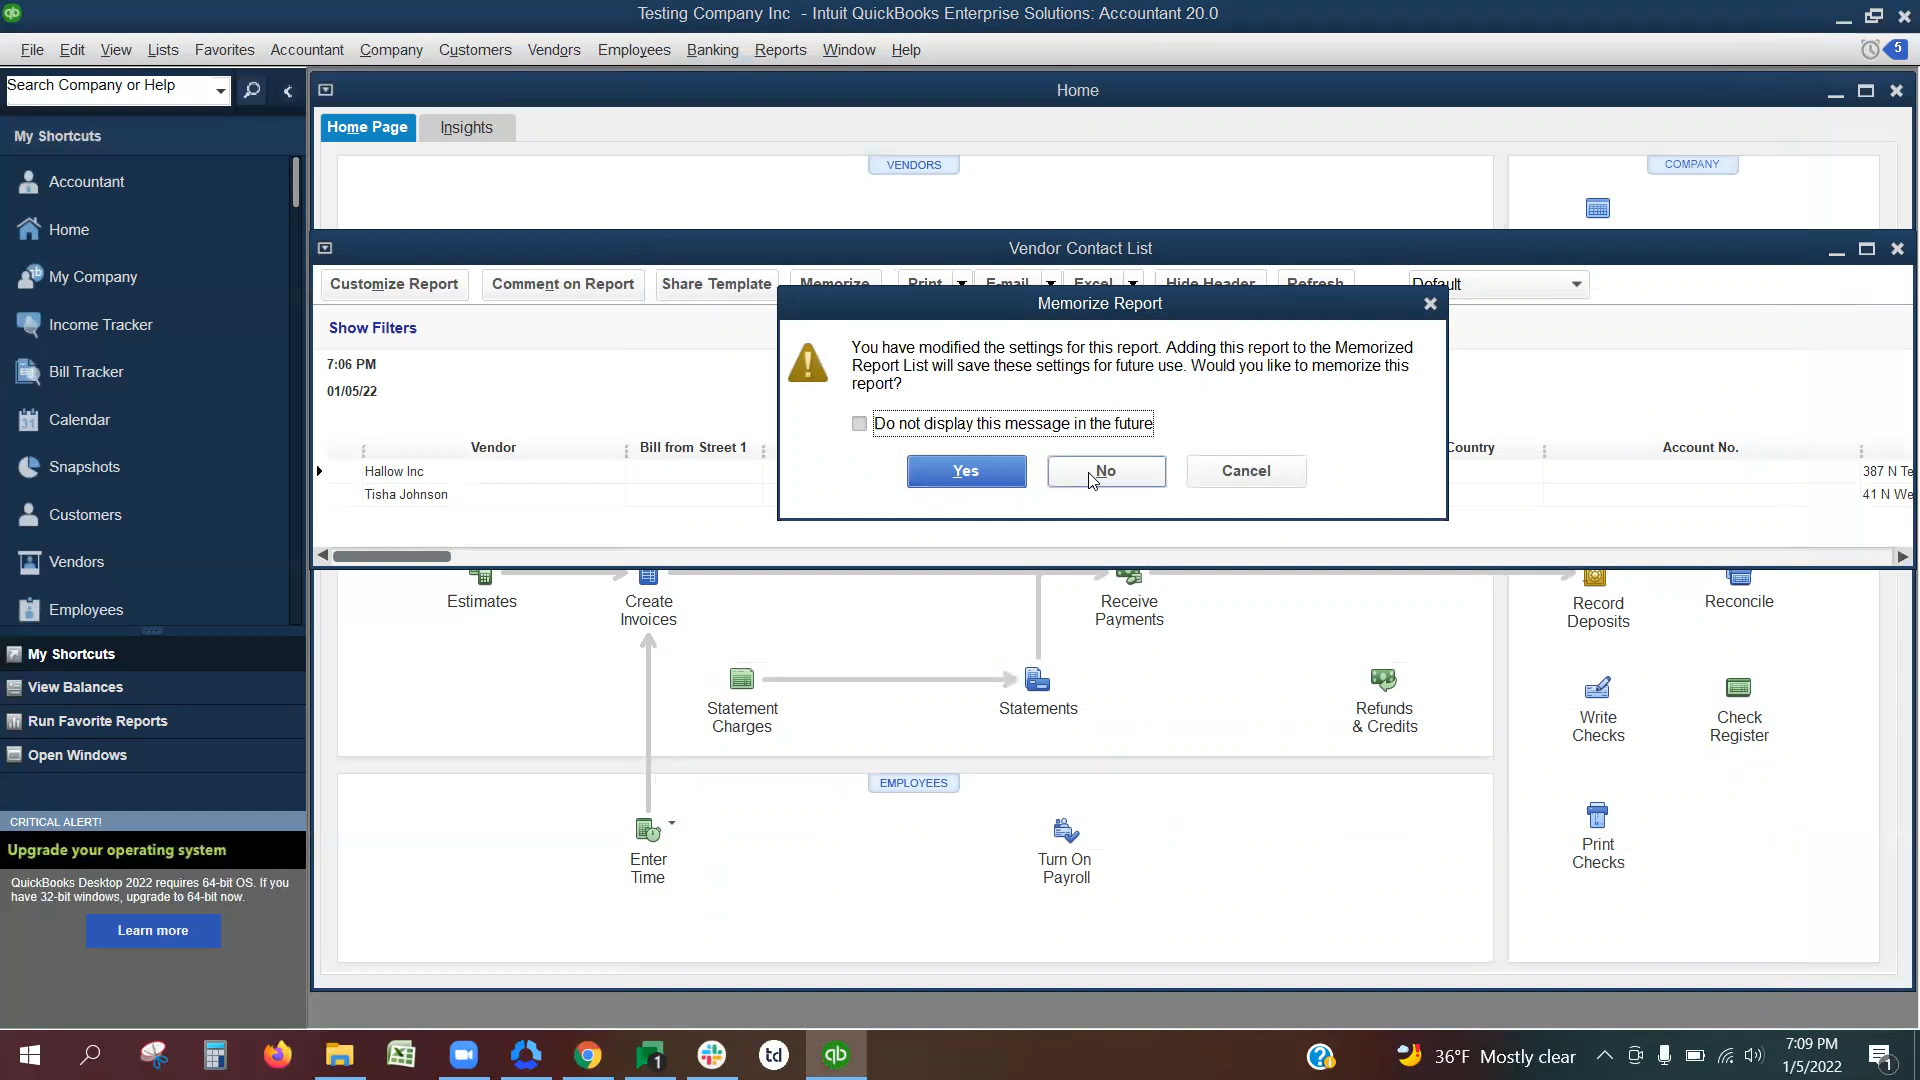 Testing Company Inc - Intuit QuickBooks Enterprise Solutions: Accountant 20.0
File Edit View Lists Favorites Accountant Company Customers Vendors Employees Banking Reports Window Help
5
Search Company or Help
Home
My Shortcuts
Home Page Insights
VENDORS
COMPANY
Accountant
Home
My Company
Income Tracker
Bill Tracker
Calendar
Snapshots
Customers
Vendors
Employees
Vendor Contact List
Customize Report Comment on Report Share Template Memorize Print E-mail Excel Hide Header Refresh Default
Show Filters
7:06 PM
01/05/22
Vendor Bill from Street 1 Country Account No.
Hallow Inc 387 N Te
Tisha Johnson 41 N We
Memorize Report
You have modified the settings for this report. Adding this report to the Memorized
Report List will save these settings for future use. Would you like to memorize this
report?
Do not display this message in the future
Yes No Cancel
Estimates
Create
Invoices
Receive
Payments
Record
Deposits
Reconcile
Statement
Charges
Statements
Refunds
& Credits
Write
Checks
Check
Register
EMPLOYEES
Enter
Time
Turn On
Payroll
Print
Checks
My Shortcuts
View Balances
Run Favorite Reports
Open Windows
CRITICAL ALERT!
Upgrade your operating system
QuickBooks Desktop 2022 requires 64-bit OS. If you
have 32-bit windows, upgrade to 64-bit now.
Learn more
1
td
qb
36°F Mostly clear
7:09 PM
1/5/2022
1